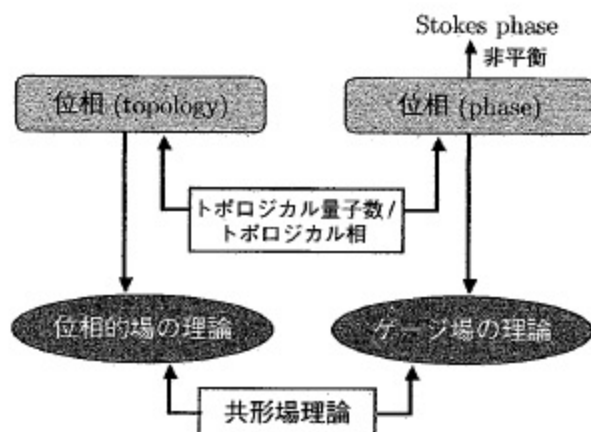 Stokes phase
非平衡
位相 (topology)
位相 (phase)
トポロジカル量子数/
トポロジカル相
位相的場の理論
ゲージ場の理論
共形場理論